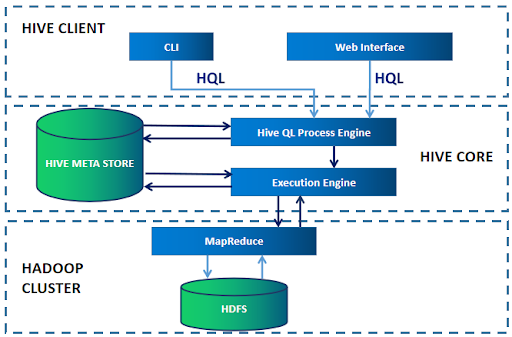 HIVE CLIENT
CLI
Web Interface
HQL
HQL
Hive QL Process Engine
HIVE META STORE
HIVE CORE
Execution Engine
MapReduce
HADOOP
CLUSTER
HDFS